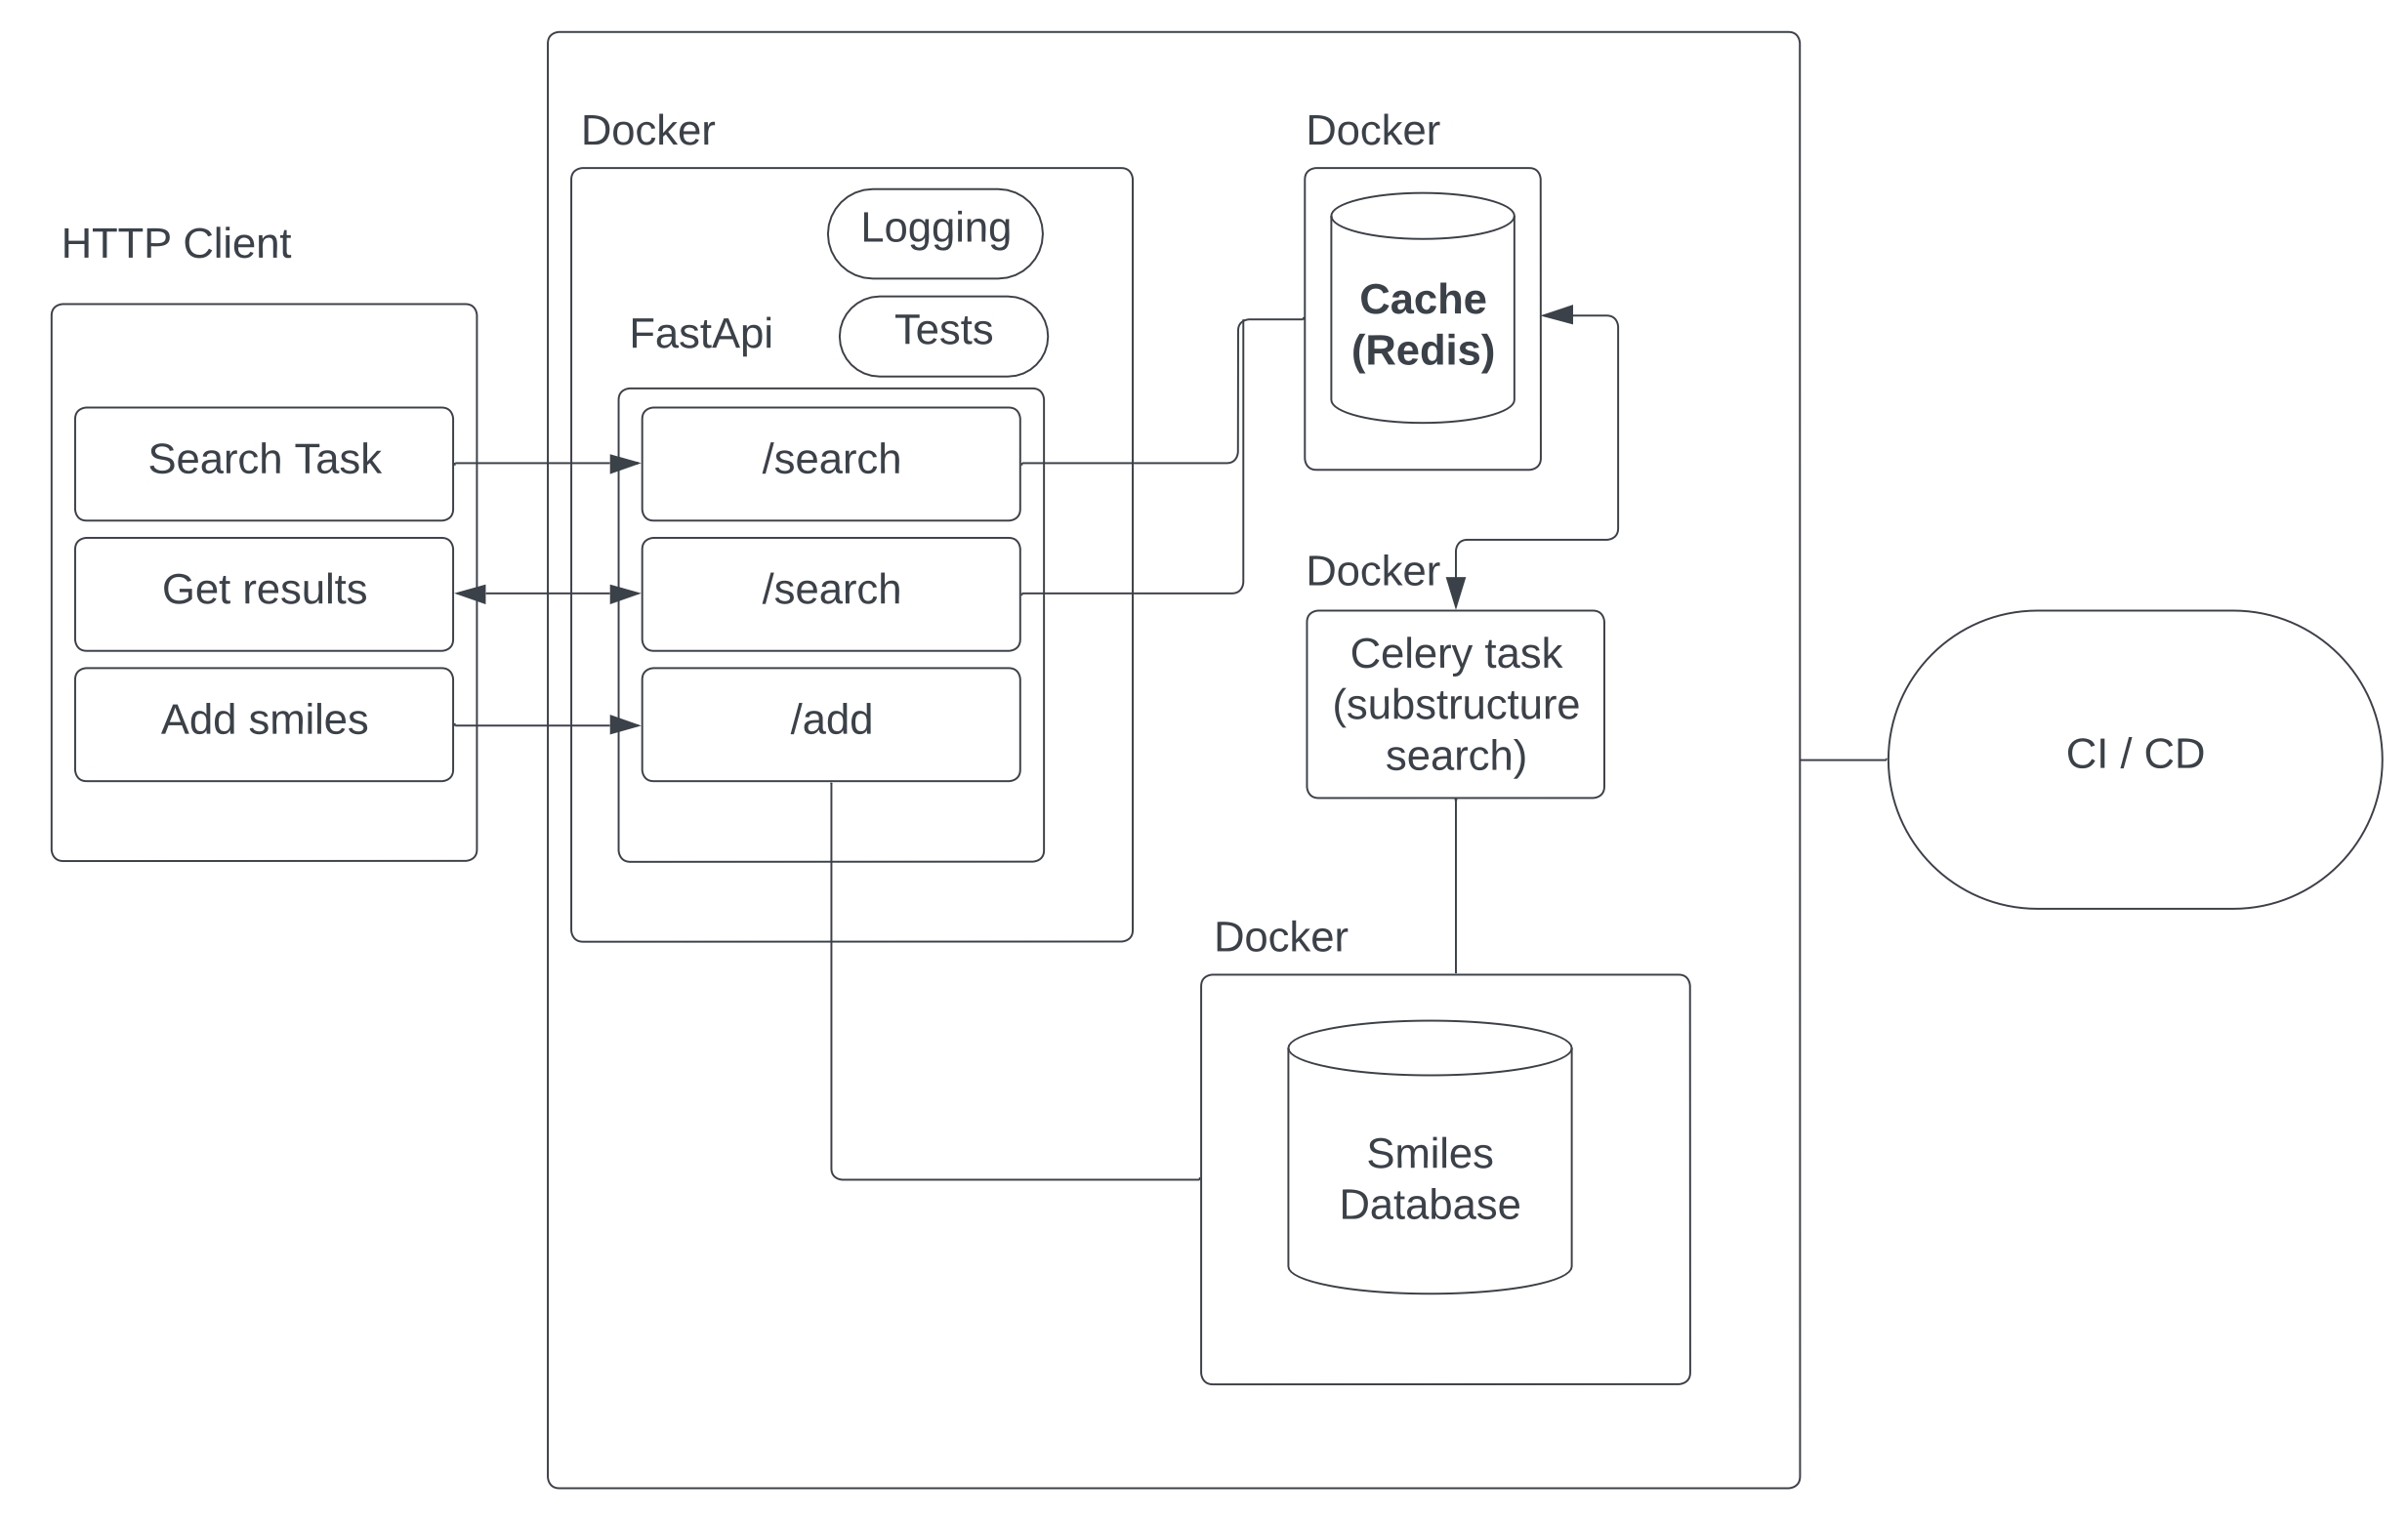 HTTP Client
Search Task
Get results
Add smiles
Docker
Logging
Tests
FastApi
/search
/search
/add
Docker
Cache
(Redis)
Docker
Celery task
(substructure
search)
Docker
Smiles
Database
CI / CD